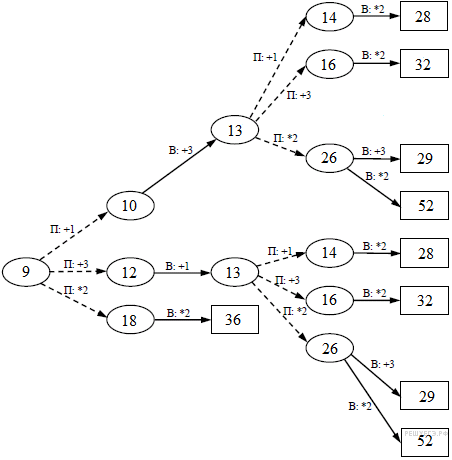 14
В: *2
28
П: +1
16
В: *2
32
П: +3
13
П: *2
В: +3
26
В: +3
29
В: *2
52
10
П: +1
9
П: +3
12
В: +1
13
П: +1
14
В: *2
28
П: +3
16
В: *2
32
П: *2
18
В: *2
36
П: *2
26
В: +3
29
В: *2
52